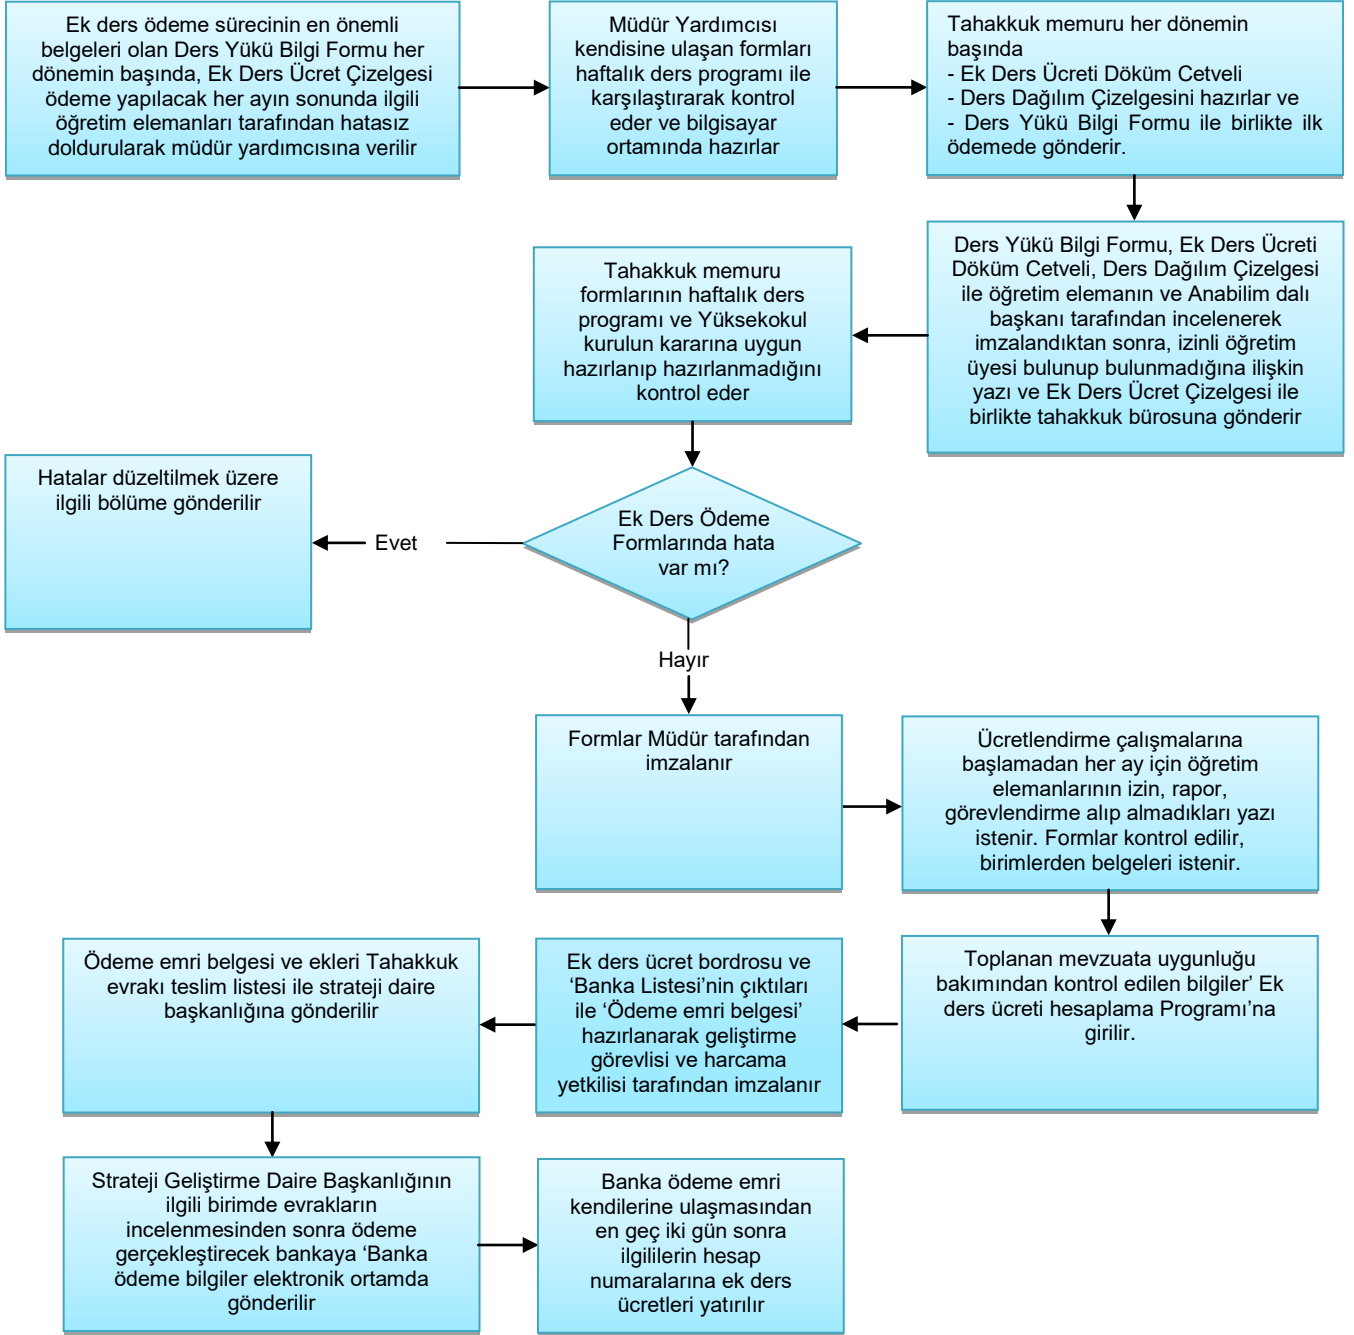 Ek ders ödeme sürecinin en önemli
belgeleri olan Ders Yükü Bilgi Formu her
dönemin başında, Ek Ders Ücret Çizelgesi
ödeme yapılacak her ayın sonunda ilgili
öğretim elemanları tarafından hatasız
doldurularak müdür yardımcısına verilir
Müdür Yardımcısı
kendisine ulaşan formları
haftalık ders programı ile
karşılaştırarak kontrol
eder ve bilgisayar
ortamında hazırlar
Tahakkuk memuru her dönemin
başında
- Ek Ders Ücreti Döküm Cetveli
- Ders Dağılım Çizelgesini hazırlar ve
- Ders Yükü Bilgi Formu ile birlikte ilk
ödemede gönderir.
Ders Yükü Bilgi Formu, Ek Ders Ücreti
Döküm Cetveli, Ders Dağılım Çizelgesi
ile öğretim elemanın ve Anabilim dalı
başkanı tarafından incelenerek
imzalandıktan sonra, izinli öğretim
üyesi bulunup bulunmadığına ilişkin
yazı ve Ek Ders Ücret Çizelgesi ile
birlikte tahakkuk bürosuna gönderir
Tahakkuk memuru
formlarının haftalık ders
programı ve Yüksekokul
kurulun kararına uygun
hazırlanıp hazırlanmadığını
kontrol eder
Ek Ders Ödeme
Formlarında hata
var mı?
Evet
Hatalar düzeltilmek üzere
ilgili bölüme gönderilir
Hayır
Formlar Müdür tarafından
imzalanır
Ücretlendirme çalışmalarına
başlamadan her ay için öğretim
elemanlarının izin, rapor,
görevlendirme alıp almadıkları yazı
istenir. Formlar kontrol edilir,
birimlerden belgeleri istenir.
Toplanan mevzuata uygunluğu
bakımından kontrol edilen bilgiler’ Ek
ders ücreti hesaplama Programı’na
girilir.
Ek ders ücret bordrosu ve
‘Banka Listesi’nin çıktıları
ile ‘Ödeme emri belgesi’
hazırlanarak geliştirme
görevlisi ve harcama
yetkilisi tarafından imzalanır
Ödeme emri belgesi ve ekleri Tahakkuk
evrakı teslim listesi ile strateji daire
başkanlığına gönderilir
Strateji Geliştirme Daire Başkanlığının
ilgili birimde evrakların
incelenmesinden sonra ödeme
gerçekleştirecek bankaya ‘Banka
ödeme bilgiler elektronik ortamda
gönderilir
Banka ödeme emri
kendilerine ulaşmasından
en geç iki gün sonra
ilgililerin hesap
numaralarına ek ders
ücretleri yatırılır